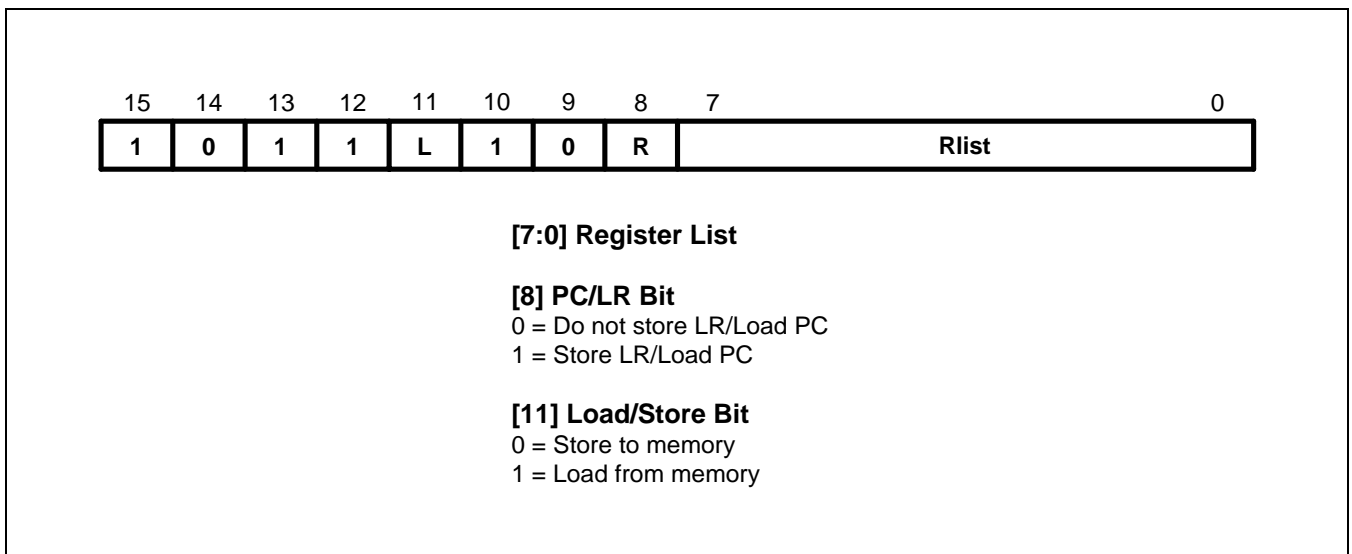 15 14 13 12 11 10 9 8 7 0
1 0 1 1 L 1 0 R Rlist
[7:0] Register List
[8] PC/LR Bit
0 = Do not store LR/Load PC
1 = Store LR/Load PC
[11] Load/Store Bit
0 = Store to memory
1 = Load from memory